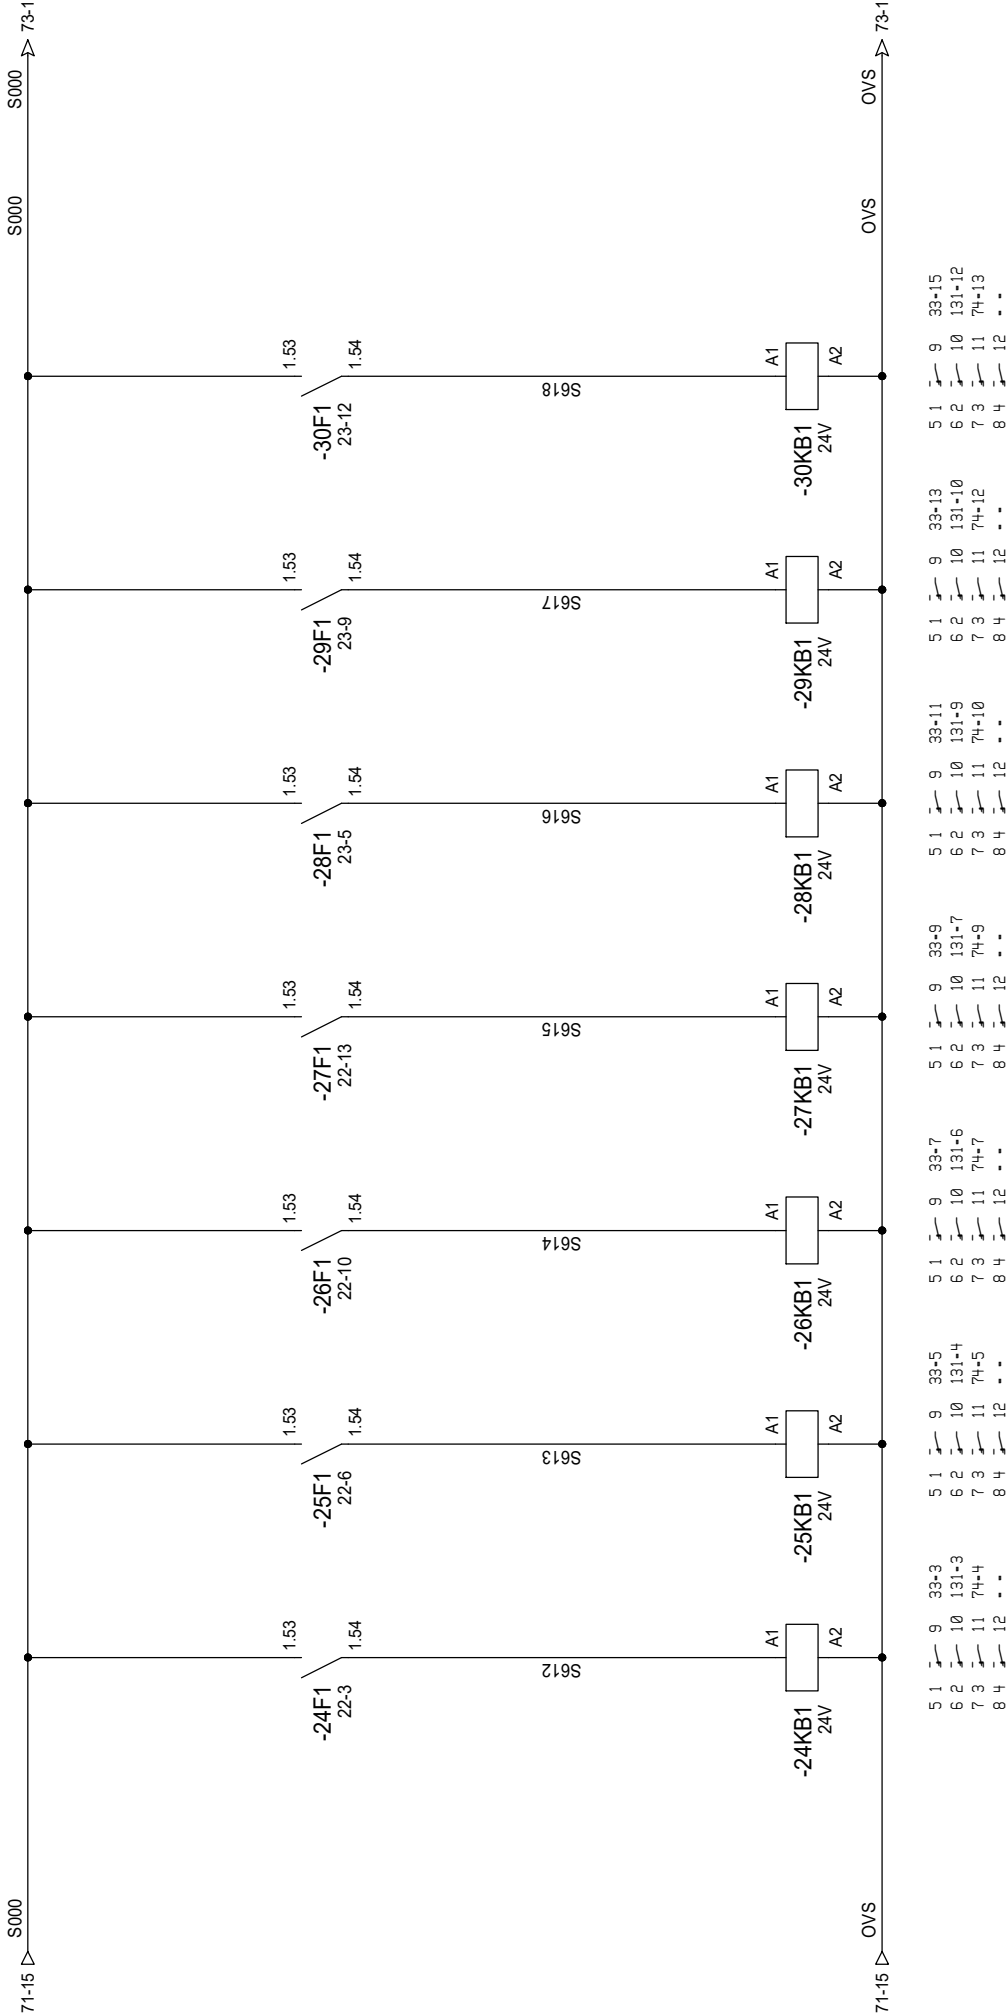 71-15 S000 S000 S000 73-1
1.53 1.53 1.53 1.53 1.53 1.53 1.53
-24F1 -25F1 -26F1 -27F1 -28F1 -29F1 -30F1
22-3 22-6 22-10 22-13 23-5 23-9 23-12
1.54 1.54 1.54 1.54 1.54 1.54 1.54
S612 S613 S614 S615 S616 S617 S618
A1 A1 A1 A1 A1 A1 A1
-24KB1 -25KB1 -26KB1 -27KB1 -28KB1 -29KB1 -30KB1
24V 24V 24V 24V 24V 24V 24V
A2 A2 A2 A2 A2 A2 A2
71-15 OVS OVS OVS 73-1
5 1 9 33-3 5 1 9 33-5 5 1 9 33-7 5 1 9 33-9 5 1 9 33-11 5 1 9 33-13 5 1 9 33-15
6 2 10 131-3 6 2 10 131-4 6 2 10 131-6 6 2 10 131-7 6 2 10 131-9 6 2 10 131-10 6 2 10 131-12
7 3 11 74-4 7 3 11 74-5 7 3 11 74-7 7 3 11 74-9 7 3 11 74-10 7 3 11 74-12 7 3 11 74-13
8 4 12 - - 8 4 12 - - 8 4 12 - - 8 4 12 - - 8 4 12 - - 8 4 12 - - 8 4 12 - -